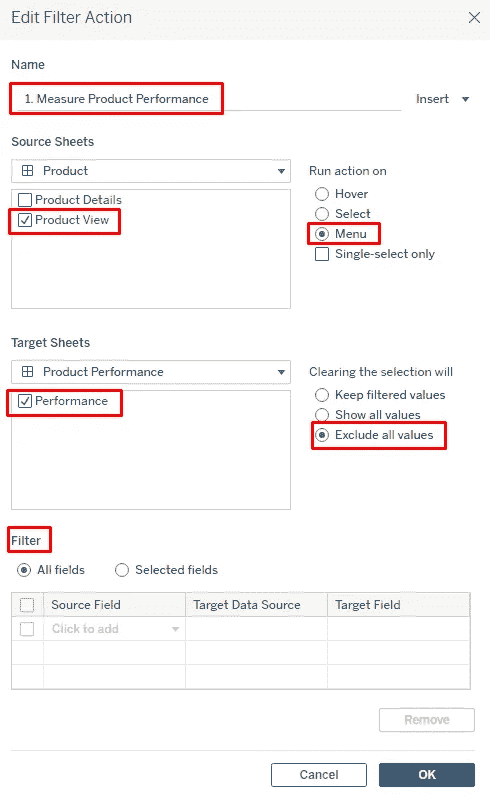 Edit Filter Action
Name
1. Measure Product Performance
Insert
Source Sheets
Product
Product Details
Product View
Run action on
Hover
Select
Menu
Single-select only
Target Sheets
Product Performance
Performance
Clearing the selection will
Keep filtered values
Show all values
Exclude all values
Filter
All fields Selected fields
Source Field Target Data Source Target Field
Click to add
Remove
Cancel OK